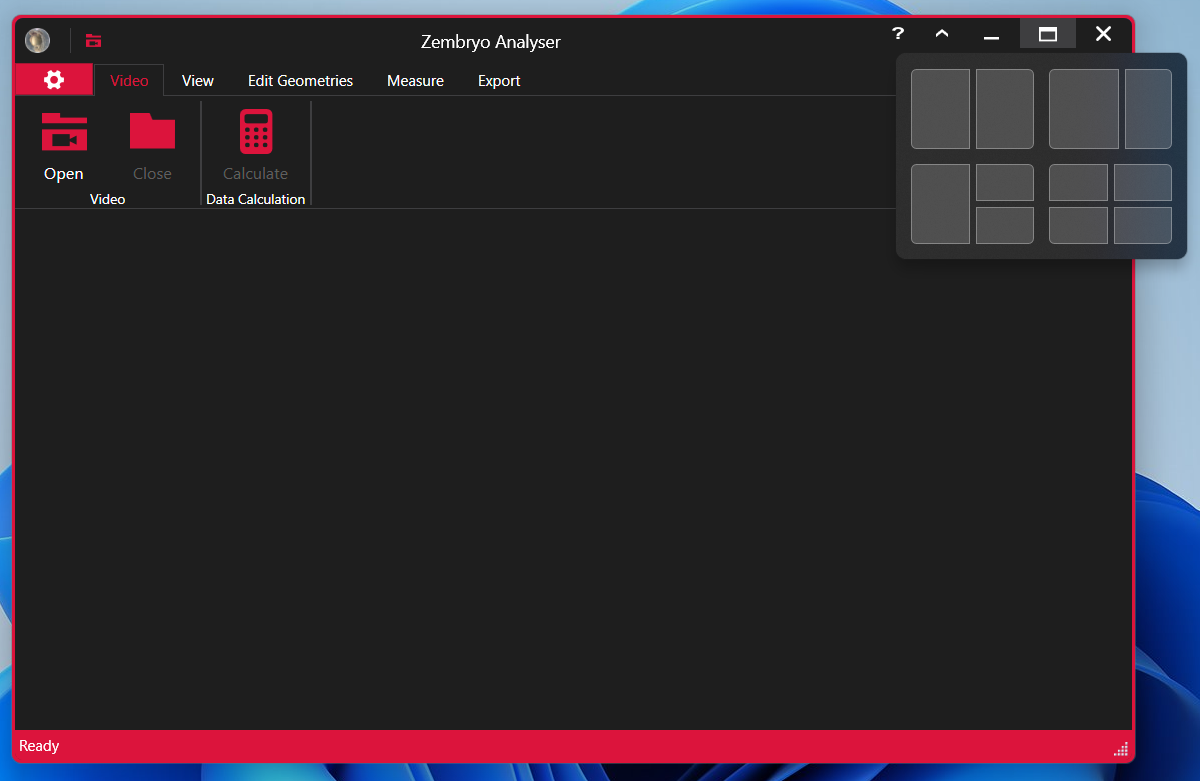 Zembryo Analyser
?
Video View Edit Geometries Measure Export
Open Close Calculate
Video Data Calculation
Ready